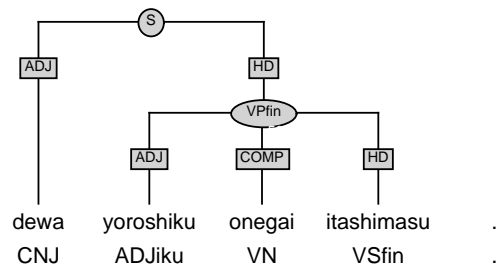 S
ADJ HD
VPfin
ADJ COMP HD
dewa yoroshiku onegai itashimasu .
CNJ ADJiku VN VSfin .